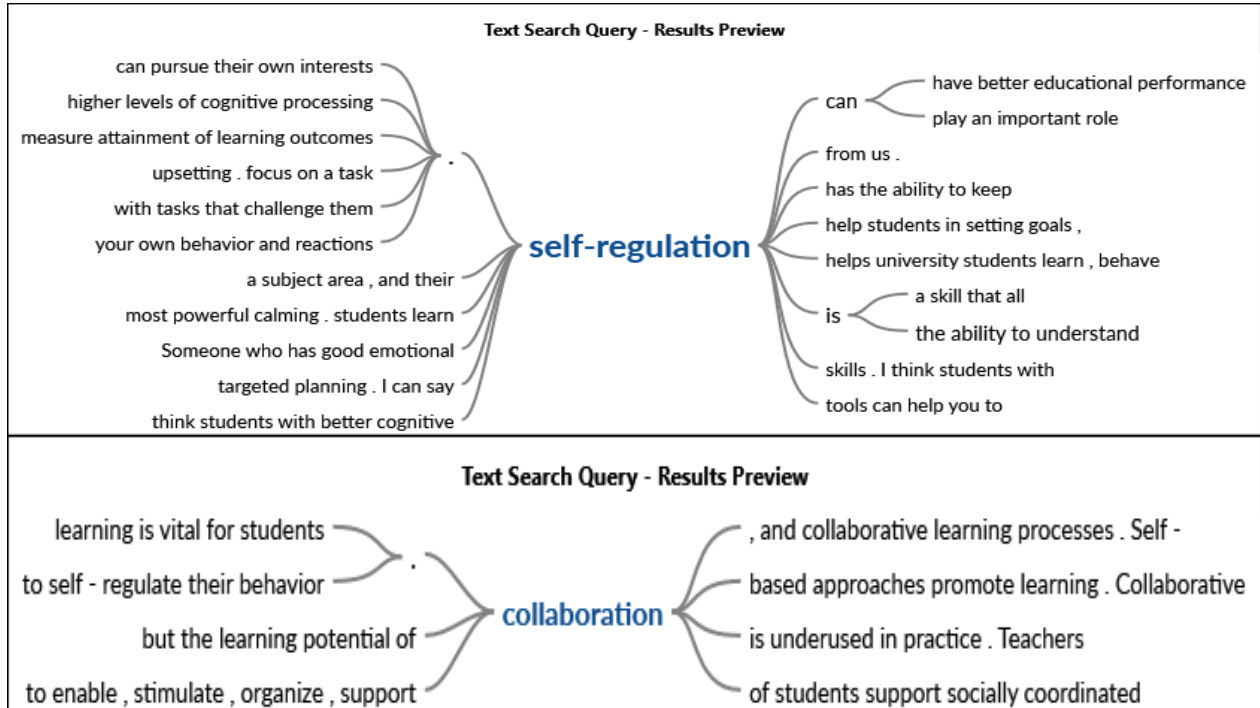 Text Search Query - Results Preview
can pursue their own interests
higher levels of cognitive processing
measure attainment of learning outcomes
upsetting . focus on a task
with tasks that challenge them
your own behavior and reactions
.
a subject area , and their
most powerful calming . students learn
Someone who has good emotional
targeted planning . I can say
think students with better cognitive
self-regulation
can
have better educational performance
play an important role
from us .
has the ability to keep
help students in setting goals ,
helps university students learn , behave
is
a skill that all
the ability to understand
skills . I think students with
tools can help you to
Text Search Query - Results Preview
learning is vital for students
to self - regulate their behavior
.
but the learning potential of
to enable , stimulate , organize , support
collaboration
, and collaborative learning processes . Self -
based approaches promote learning . Collaborative
is underused in practice . Teachers
of students support socially coordinated